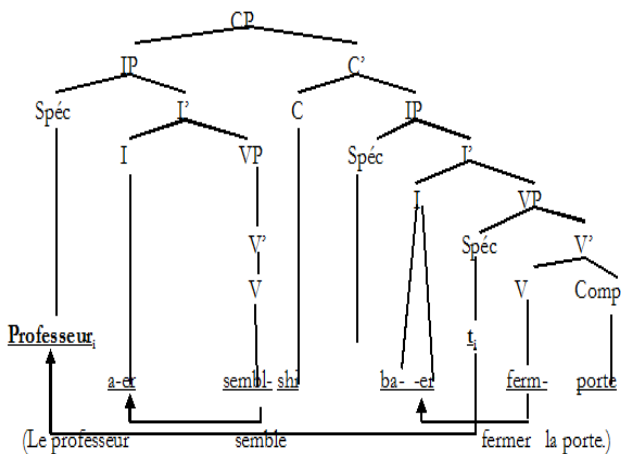 CP
IP C’
Spéc I’ C IP
I VP Spéc I’
I VP
V’ Spéc V’
V V Comp
Professeuri ti
a-er sembl- shi ba- -er ferm- porte
(Le professeur semble fermer la porte.)